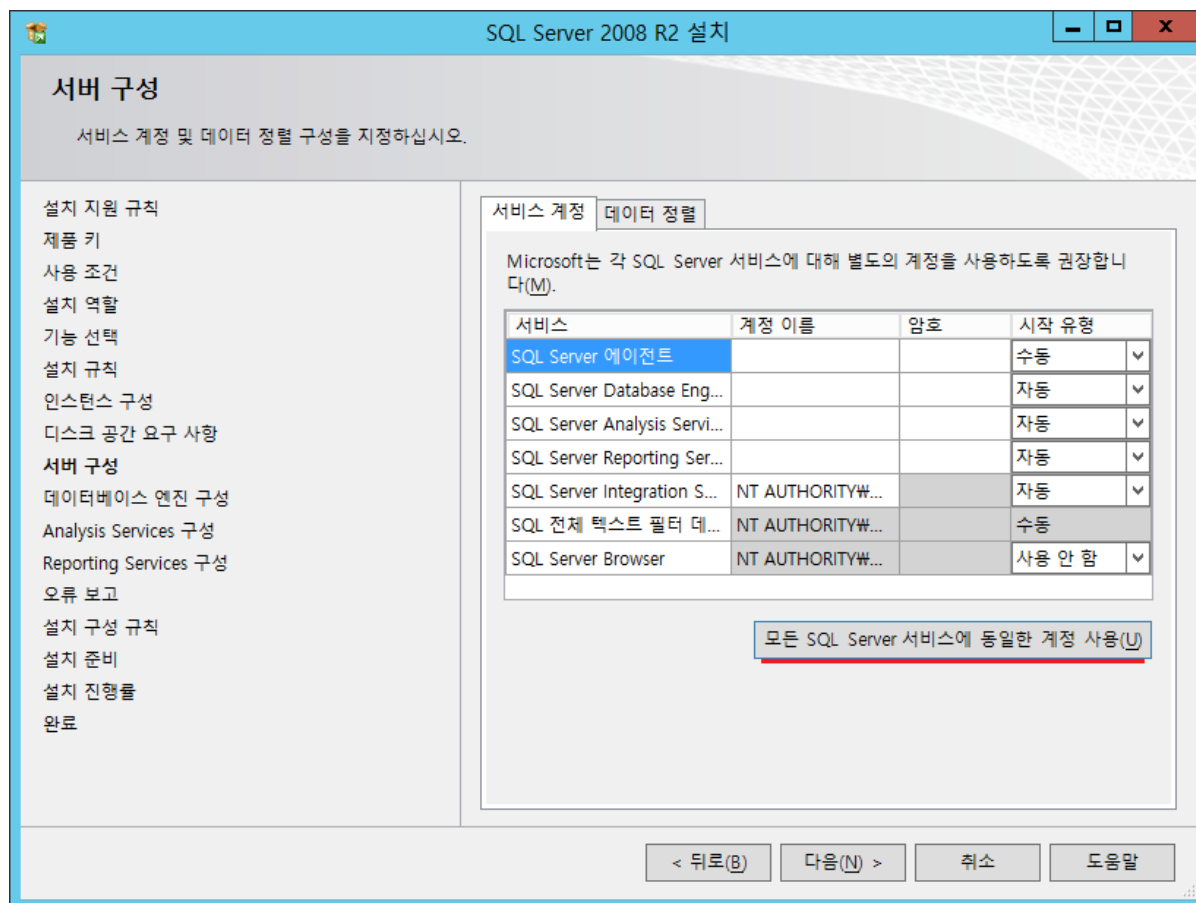 SQL Server 2008 R2 설치
서버 구성
서비스 계정 및 데이터 정렬 구성을 지정하십시오.
설치 지원 규칙
제품 키
사용 조건
설치 역할
기능 선택
설치 규칙
인스턴스 구성
디스크 공간 요구 사항
서버 구성
데이터베이스 엔진 구성
Analysis Services 구성
Reporting Services 구성
오류 보고
설치 구성 규칙
설치 준비
설치 진행률
완료
서비스 계정 데이터 정렬
Microsoft는 각 SQL Server 서비스에 대해 별도의 계정을 사용하도록 권장합니
다(M).
서비스 계정 이름 암호 시작 유형
SQL Server 에이전트 수동
SQL Server Database Eng... 자동
SQL Server Analysis Servi... 자동
SQL Server Reporting Ser... 자동
SQL Server Integration S... NT AUTHORITY₩... 자동
SQL 전체 텍스트 필터 데... NT AUTHORITY₩... 수동
SQL Server Browser NT AUTHORITY₩... 사용 안 함
모든 SQL Server 서비스에 동일한 계정 사용(U)
< 뒤로(B) 다음(N) > 취소 도움말